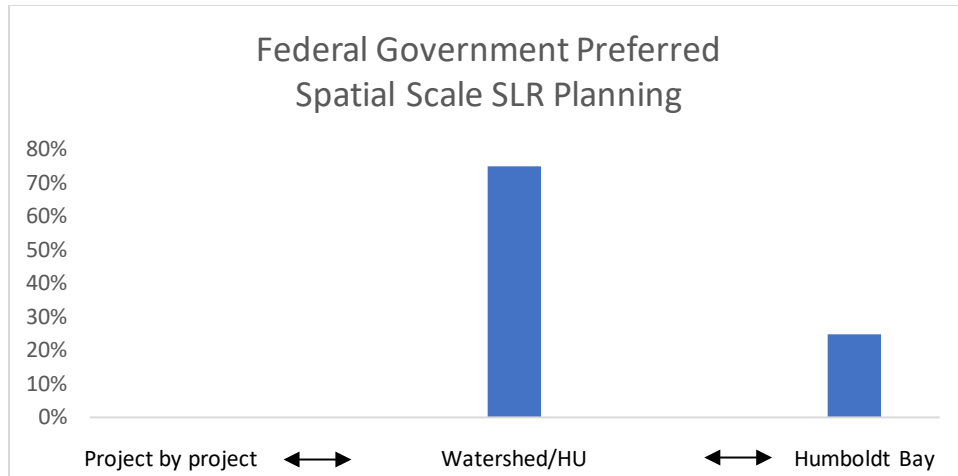 Federal Government Preferred
Spatial Scale SLR Planning
80%
70%
60%
50%
40%
30%
20%
10%
0%
Project by project
Watershed/HU
Humboldt Bay